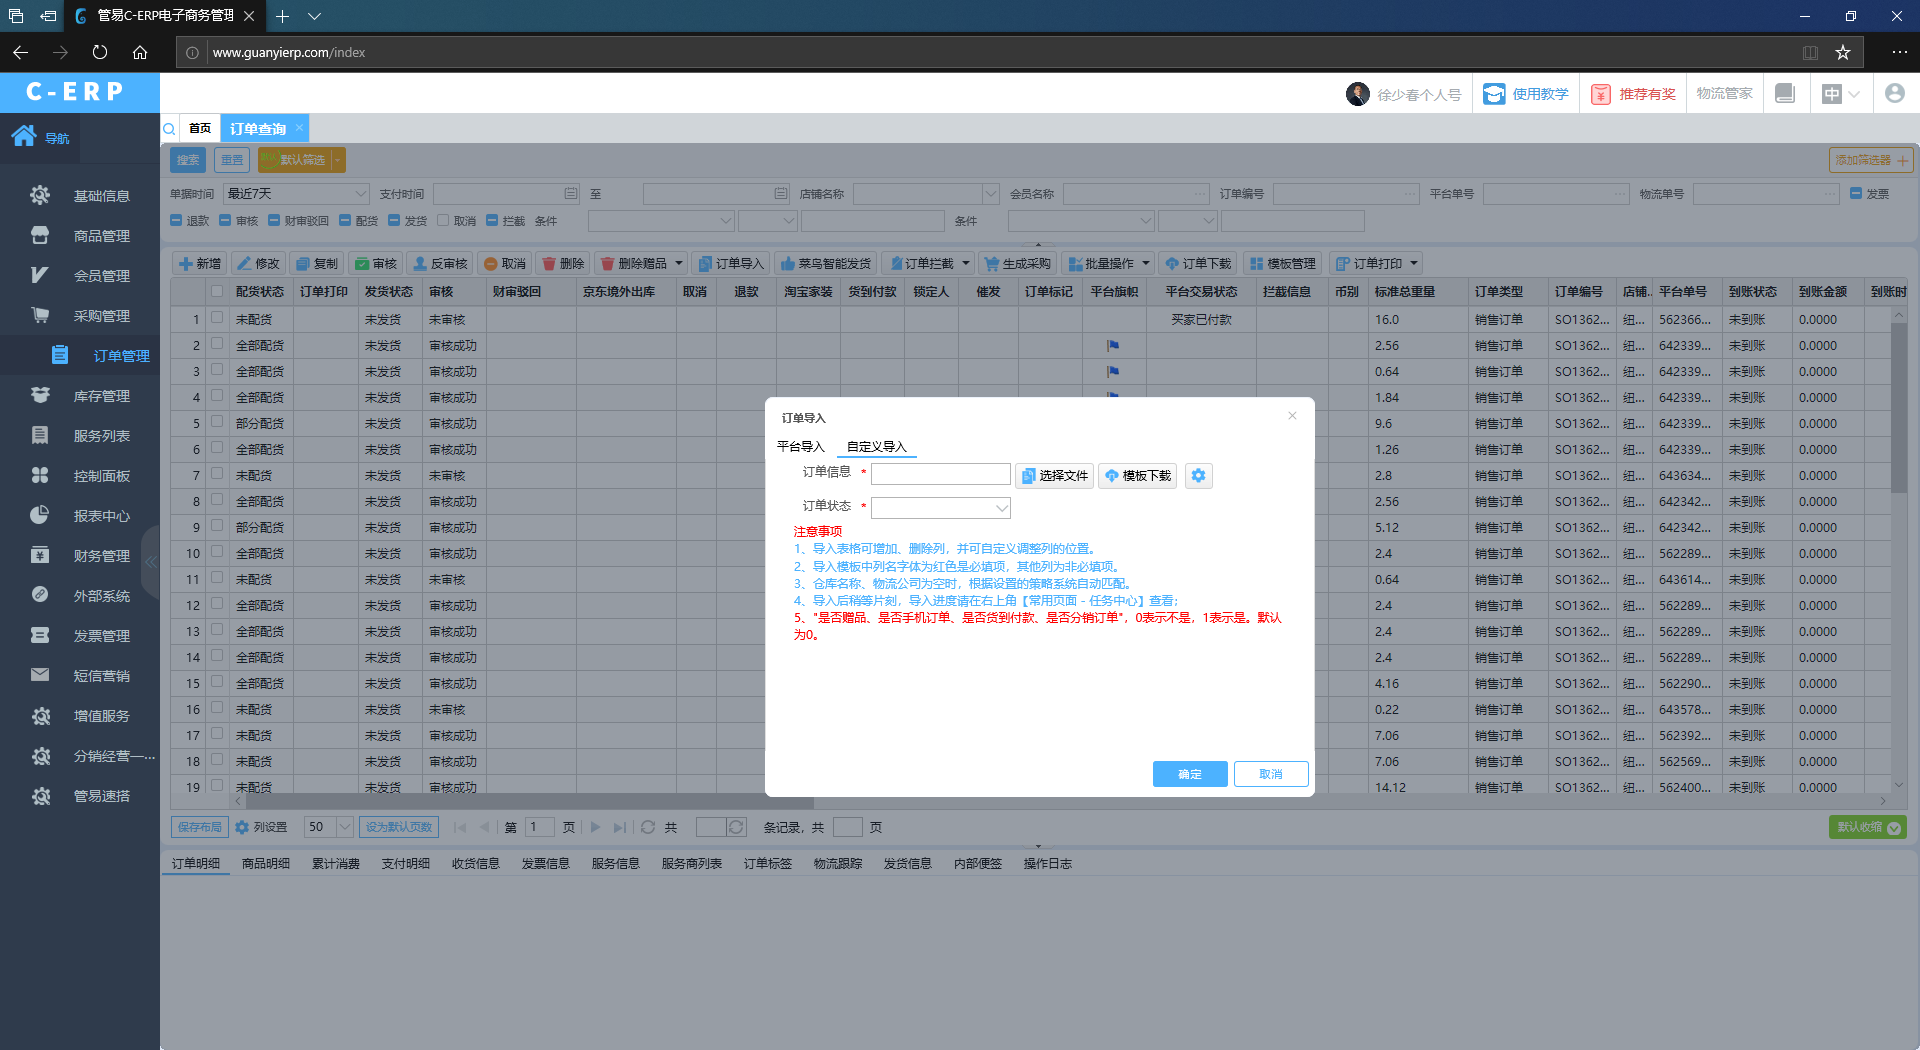 管易C-ERP电子商务管理
www.guanyierp.com/index
C-ERP
徐少春个人号
使用教学
推荐有奖
物流管家
中
导航
首页
订单查询
基础信息
商品管理
会员管理
采购管理
订单管理
库存管理
服务列表
控制面板
报表中心
财务管理
外部系统
发票管理
短信营销
增值服务
分销经营一...
管易速搭
搜索 重置 默认筛选 添加筛选器
单据时间 最近7天 支付时间 至 店铺名称 会员名称 订单编号 平台单号 物流单号 发票
退款 审核 财审驳回 配货 发货 取消 拦截 条件 条件
新增 修改 复制 审核 反审核 取消 删除 删除赠品 订单导入 菜鸟智能发货 订单拦截 生成采购 批量操作 订单下载 模板管理 订单打印
配货状态 订单打印 发货状态 审核 财审驳回 京东境外出库 取消 退款 淘宝家装 货到付款 锁定人 催发 订单标记 平台旗帜 平台交易状态 拦截信息 币别 标准总重量 订单类型 订单编号 店铺.. 平台单号 到账状态 到账金额 到账时
1 未配货 未发货 未审核 买家已付款 16.0 销售订单 SO1362... 纽... 562366... 未到账 0.0000
2 全部配货 未发货 审核成功 2.56 销售订单 SO1362... 纽... 642339... 未到账 0.0000
3 全部配货 未发货 审核成功 0.64 销售订单 SO1362... 纽... 642339... 未到账 0.0000
4 全部配货 未发货 审核成功 1.84 销售订单 SO1362... 纽... 642339... 未到账 0.0000
5 部分配货 未发货 审核成功 9.6 销售订单 SO1362... 纽... 642339... 未到账 0.0000
6 全部配货 未发货 审核成功 1.26 销售订单 SO1362... 纽... 642339... 未到账 0.0000
7 未配货 未发货 未审核 2.8 销售订单 SO1362... 纽... 643634... 未到账 0.0000
8 全部配货 未发货 审核成功 2.56 销售订单 SO1362... 纽... 642342... 未到账 0.0000
9 部分配货 未发货 审核成功 5.12 销售订单 SO1362... 纽... 642342... 未到账 0.0000
10 全部配货 未发货 审核成功 2.4 销售订单 SO1362... 纽... 562289... 未到账 0.0000
11 未配货 未发货 未审核 0.64 销售订单 SO1362... 纽... 643614... 未到账 0.0000
12 全部配货 未发货 审核成功 2.4 销售订单 SO1362... 纽... 562289... 未到账 0.0000
13 全部配货 未发货 审核成功 2.4 销售订单 SO1362... 纽... 562289... 未到账 0.0000
14 全部配货 未发货 审核成功 2.4 销售订单 SO1362... 纽... 562289... 未到账 0.0000
15 全部配货 未发货 审核成功 4.16 销售订单 SO1362... 纽... 562290... 未到账 0.0000
16 未配货 未发货 未审核 0.22 销售订单 SO1362... 纽... 643578... 未到账 0.0000
17 未配货 未发货 审核成功 7.06 销售订单 SO1362... 纽... 562392... 未到账 0.0000
18 未配货 未发货 审核成功 7.06 销售订单 SO1362... 纽... 562569... 未到账 0.0000
19 未配货 未发货 审核成功 14.12 销售订单 SO1362... 纽... 562400... 未到账 0.0000
订单导入
平台导入 自定义导入
订单信息 * 选择文件 模板下载
订单状态 *
注意事项
1、导入表格可增加、删除列，并可自定义调整列的位置。
2、导入模板中列名字体为红色是必填项，其他列为非必填项。
3、仓库名称、物流公司为空时，根据设置的策略系统自动匹配。
4、导入后稍等片刻，导入进度请在右上角【常用页面 - 任务中心】查看；
5、"是否赠品、是否手机订单、是否货到付款、是否分销订单"，0表示不是，1表示是。默认
为0。
确定 取消
保存布局 列设置 50 设为默认页数 第 1 页 共 条记录，共 页 默认收缩
订单明细 商品明细 累计消费 支付明细 收货信息 发票信息 服务信息 服务商列表 订单标签 物流跟踪 发货信息 内部便签 操作日志